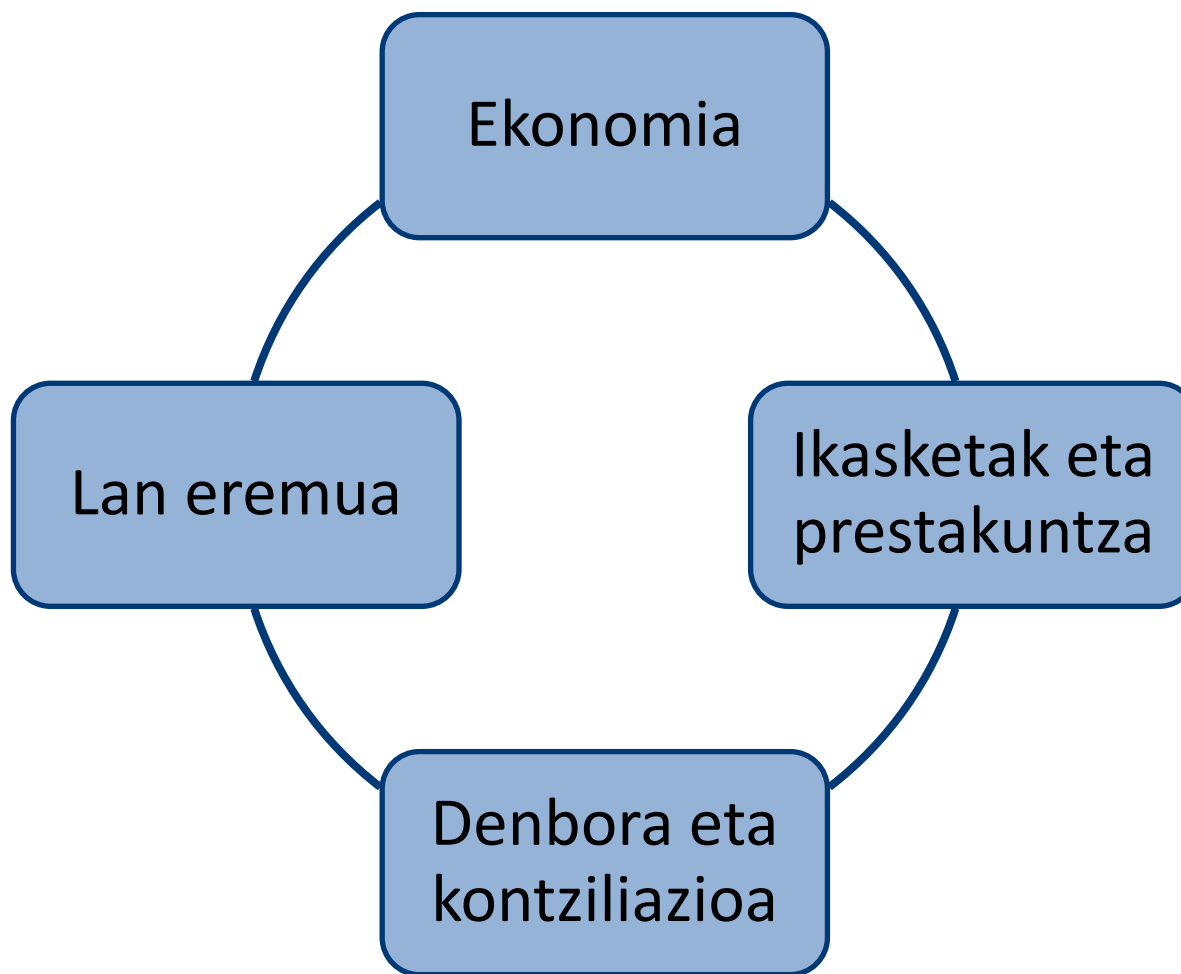 Ekonomia
Lan eremua
Ikasketak eta
prestakuntza
Denbora eta
kontziliazioa